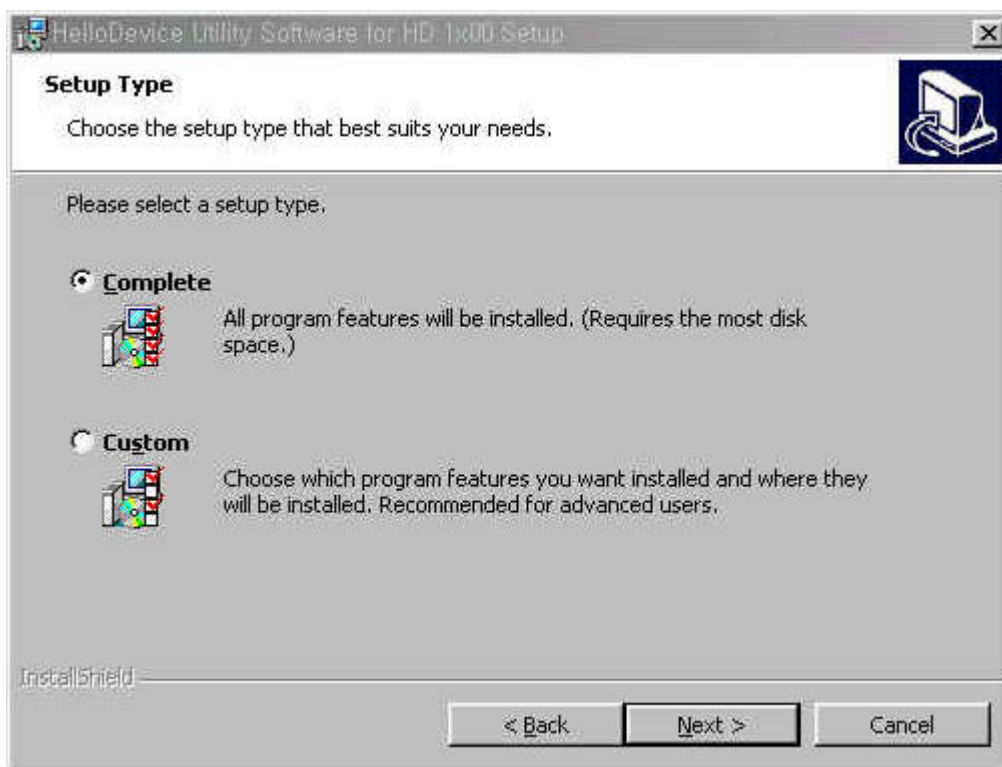 HelloDevice Utility Software for HD 1x00 Setup
Setup Type
Choose the setup type that best suits your needs.
Please select a setup type.
Complete
All program features will be installed. (Requires the most disk
space.)
Custom
Choose which program features you want installed and where they
will be installed. Recommended for advanced users.
InstallShield
< Back
Next >
Cancel